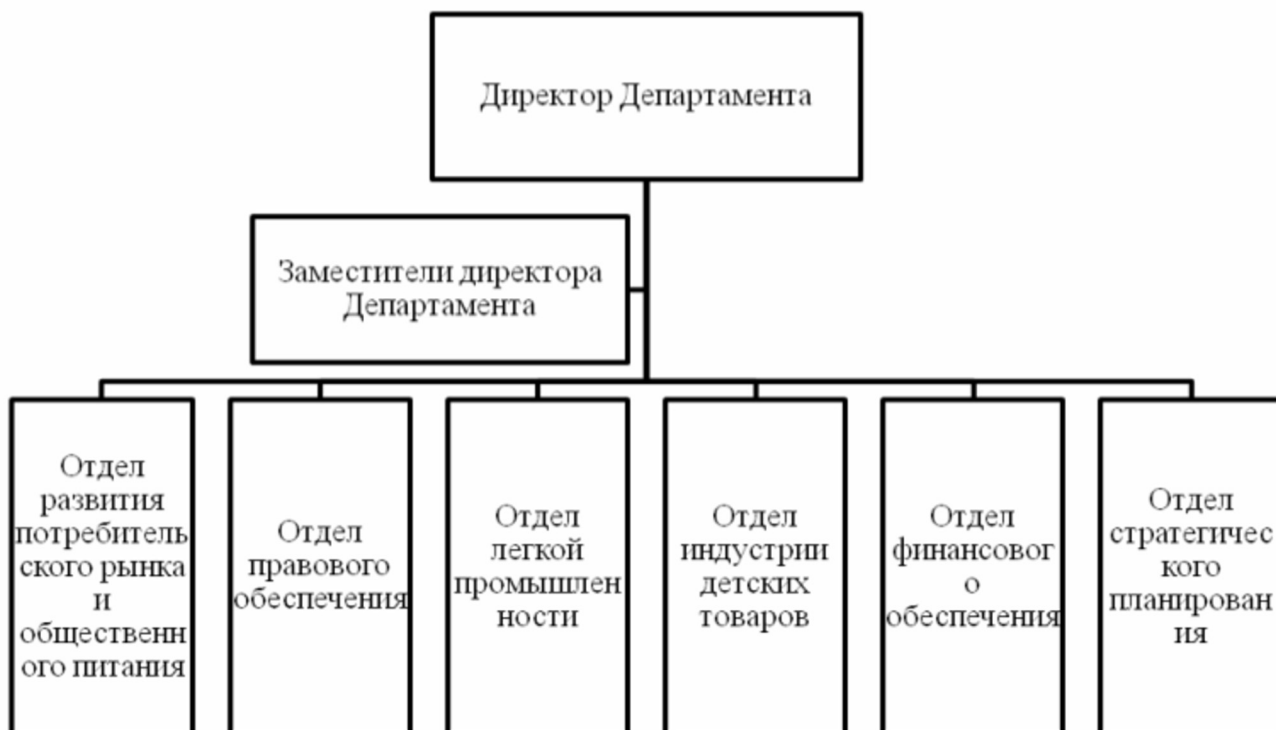 Директор Департамента
Заместители директора
Департамента
Отдел
развития
потребитель
ского рынка
и
общественн
ого питания
Отдел
правового
обеспечения
Отдел
легкой
промышлен
ности
Отдел
индустрии
детских
товаров
Отдел
финансовог
о
обеспечения
Отдел
стратегичес
кого
планирован
ия